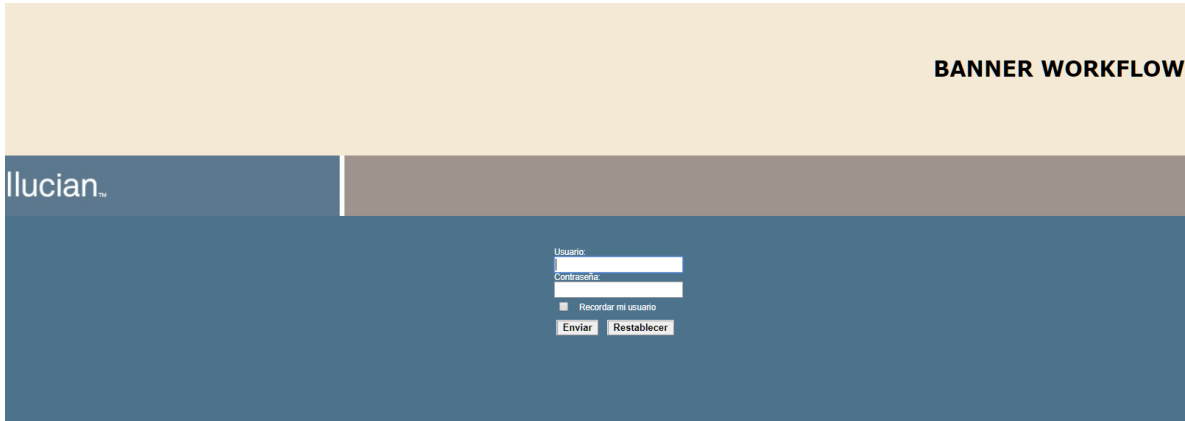 BANNER WORKFLOW
llucian™
Usuario:
Contraseña:
Recordar mi usuario
Enviar Restablecer